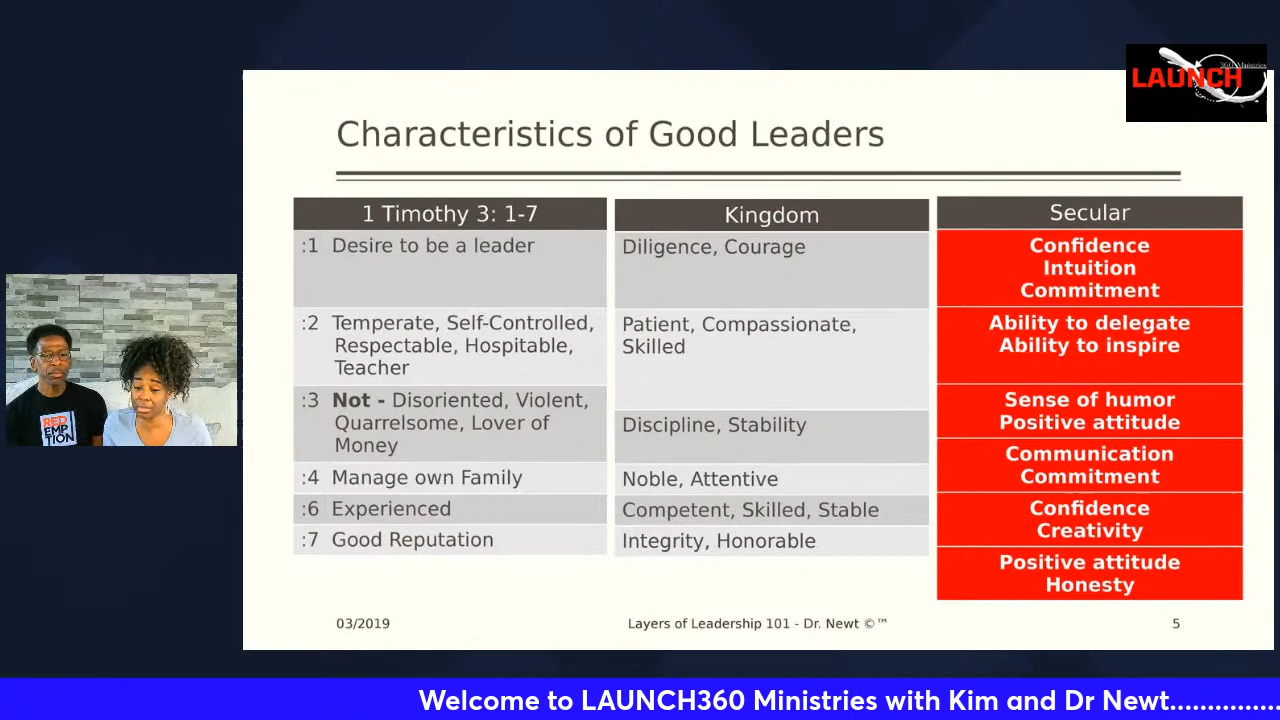 360 Ministries
LAUNCH
Characteristics of Good Leaders
1 Timothy 3: 1-7
:1 Desire to be a leader
:2 Temperate, Self-Controlled,
Respectable, Hospitable,
Teacher
:3 Not - Disoriented, Violent,
Quarrelsome, Lover of
Money
:4 Manage own Family
:6 Experienced
:7 Good Reputation
Kingdom
Diligence, Courage
Patient, Compassionate,
Skilled
Discipline, Stability
Noble, Attentive
Competent, Skilled, Stable
Integrity, Honorable
Secular
Confidence
Intuition
Commitment
Ability to delegate
Ability to inspire
Sense of humor
Positive attitude
Communication
Commitment
Confidence
Creativity
Positive attitude
Honesty
RED
EMP
TION
03/2019
Layers of Leadership 101 - Dr. Newt ©™
5
Welcome to LAUNCH360 Ministries with Kim and Dr Newt...............